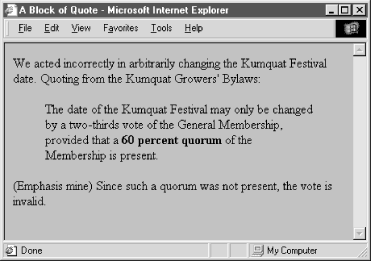 A Block of Quote - Microsoft Internet Explorer
File Edit View Favorites Tools Help
We acted incorrectly in arbitrarily changing the Kumquat Festival
date. Quoting from the Kumquat Growers' Bylaws:
The date of the Kumquat Festival may only be changed
by a two-thirds vote of the General Membership,
provided that a 60 percent quorum of the
Membership is present.
(Emphasis mine) Since such a quorum was not present, the vote is
invalid.
Done My Computer